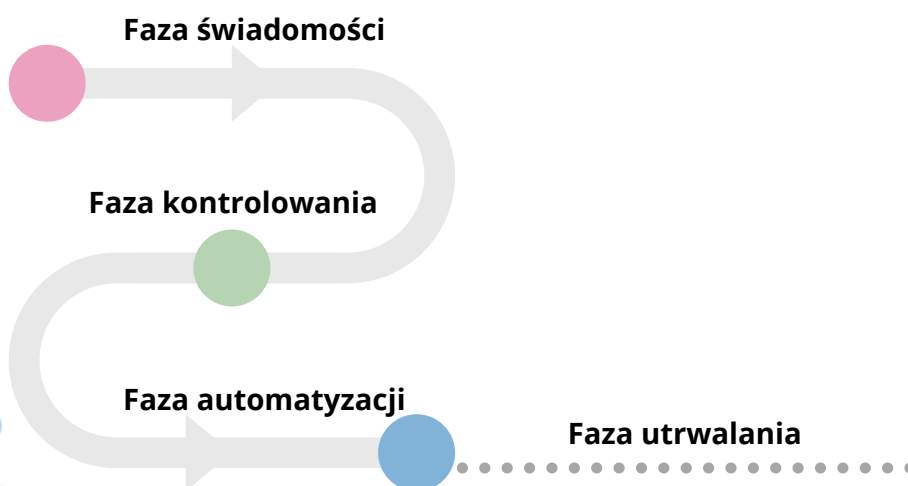 Faza świadomości
Faza kontrolowania
Faza automatyzacji
Faza utrwalania